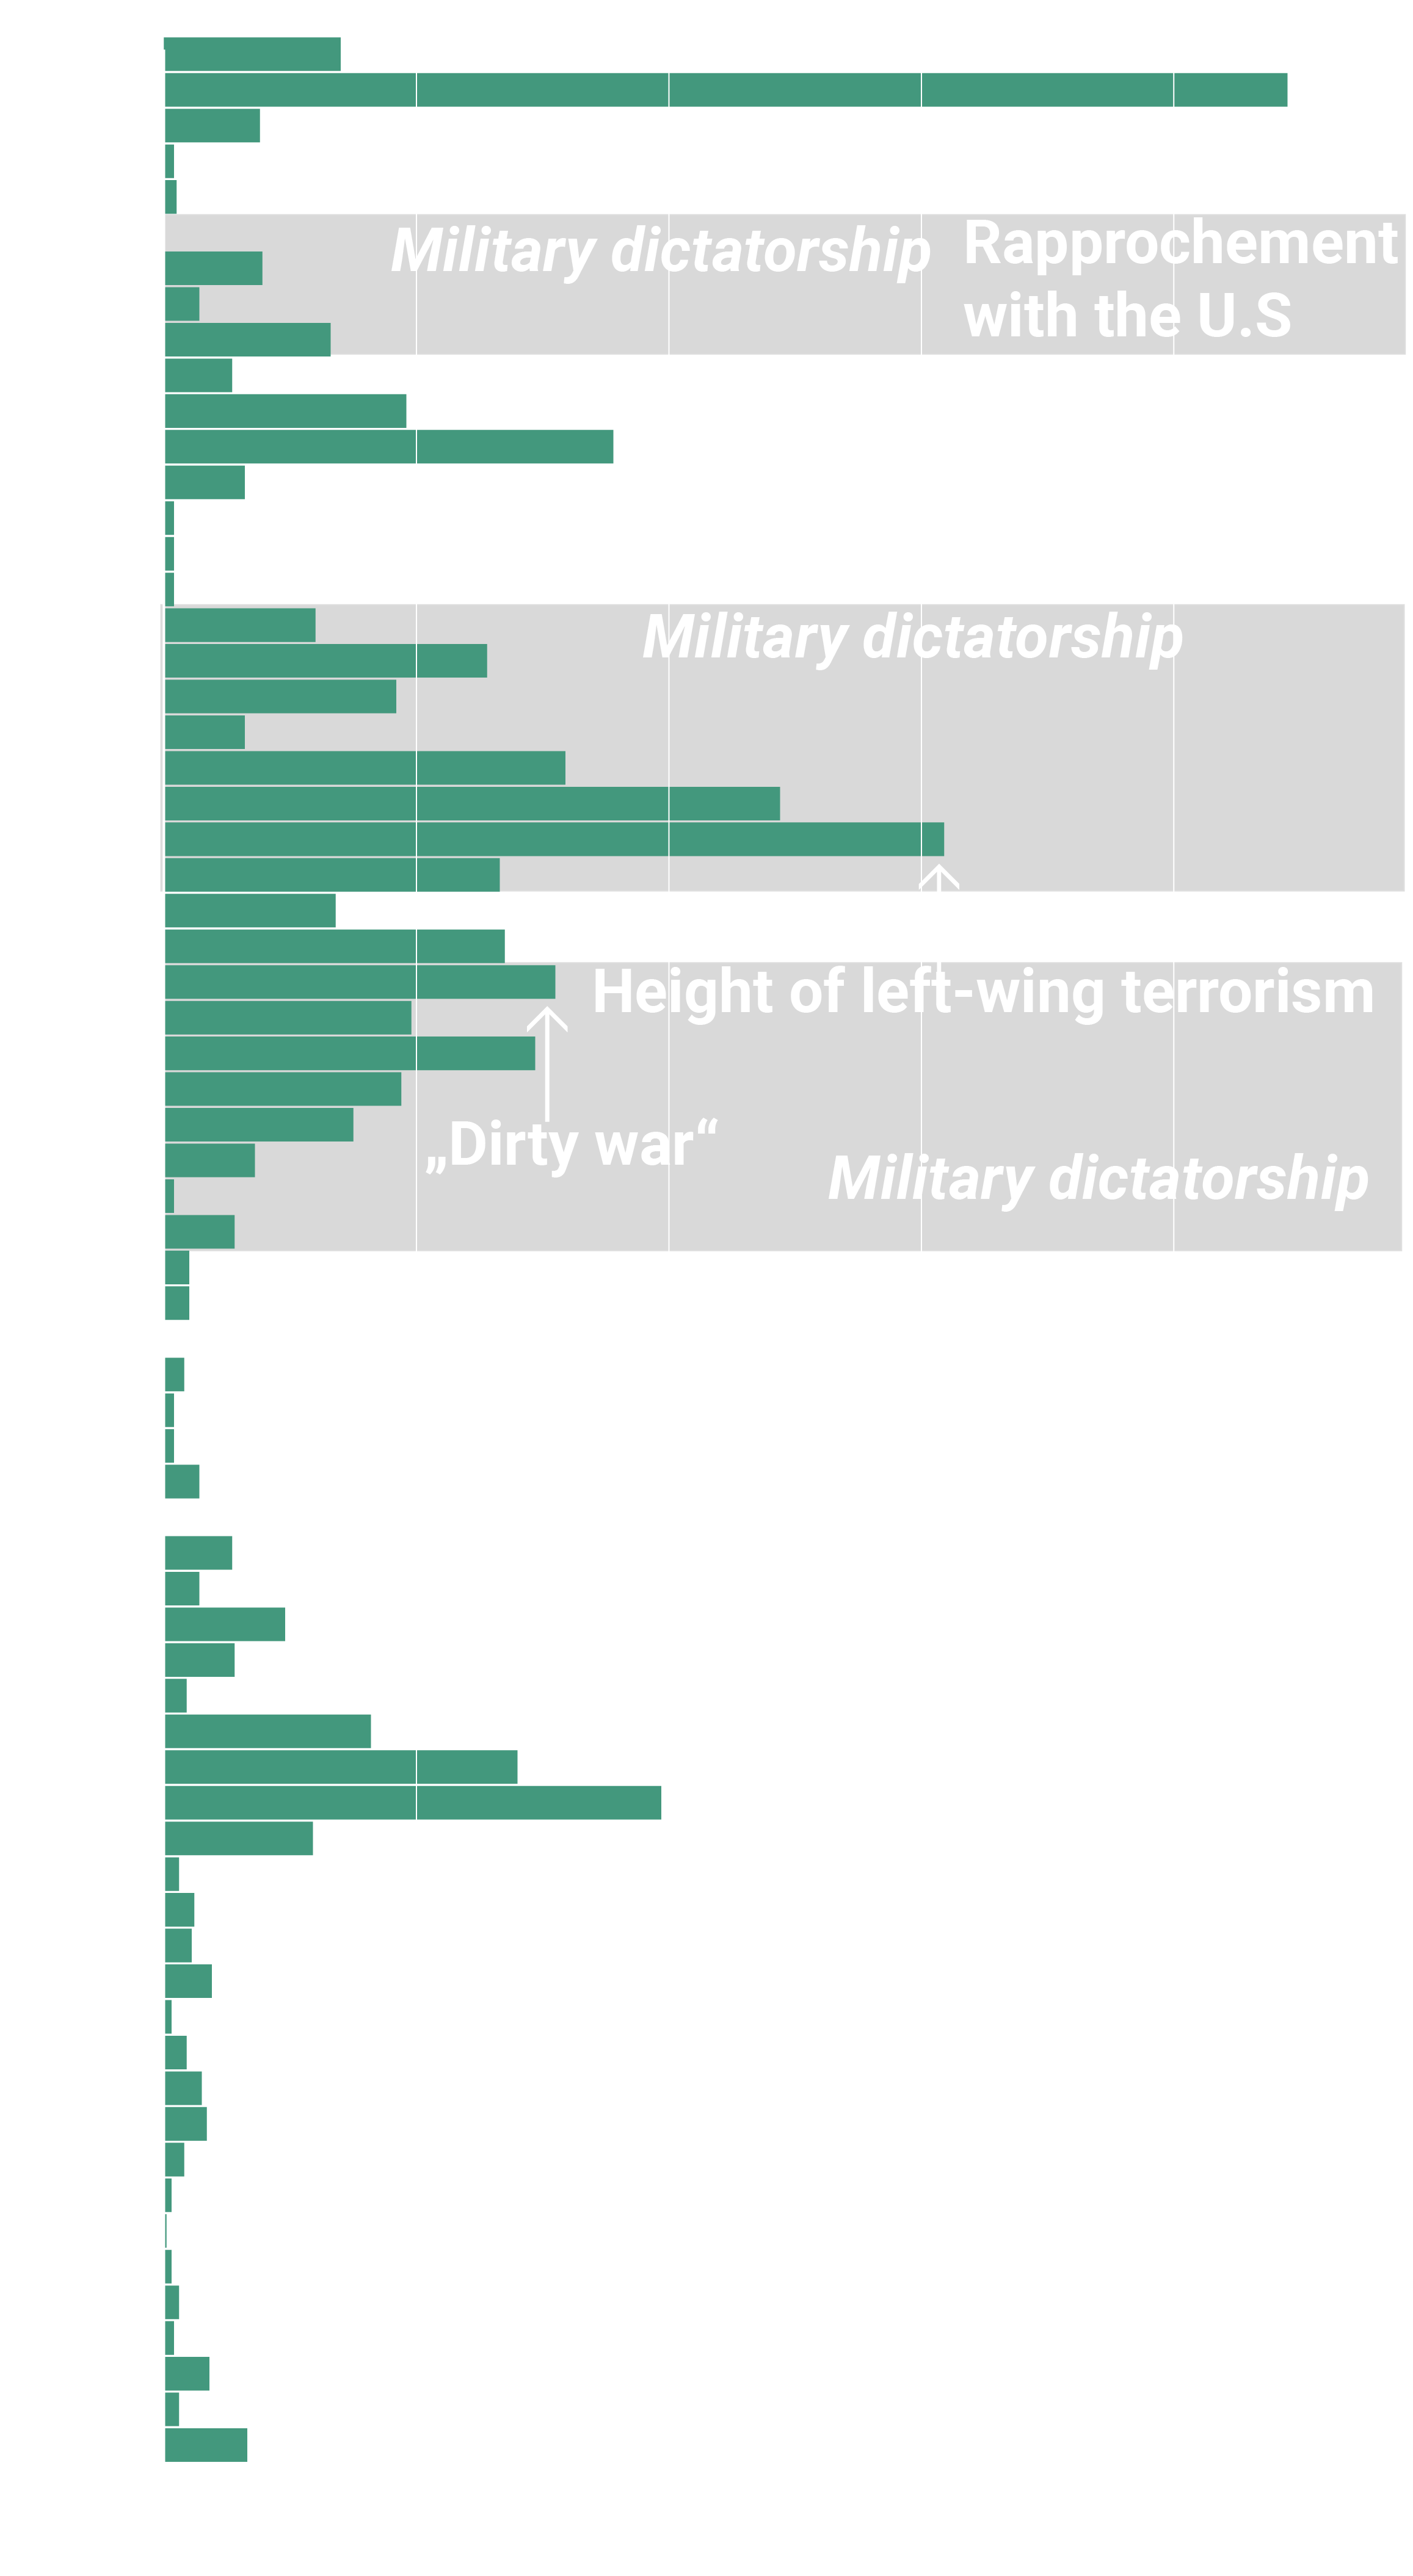 Military dictatorship
Rapprochement
with the U.S
Military dictatorship
Height of left-wing terrorism
„Dirty war“
Military dictatorship